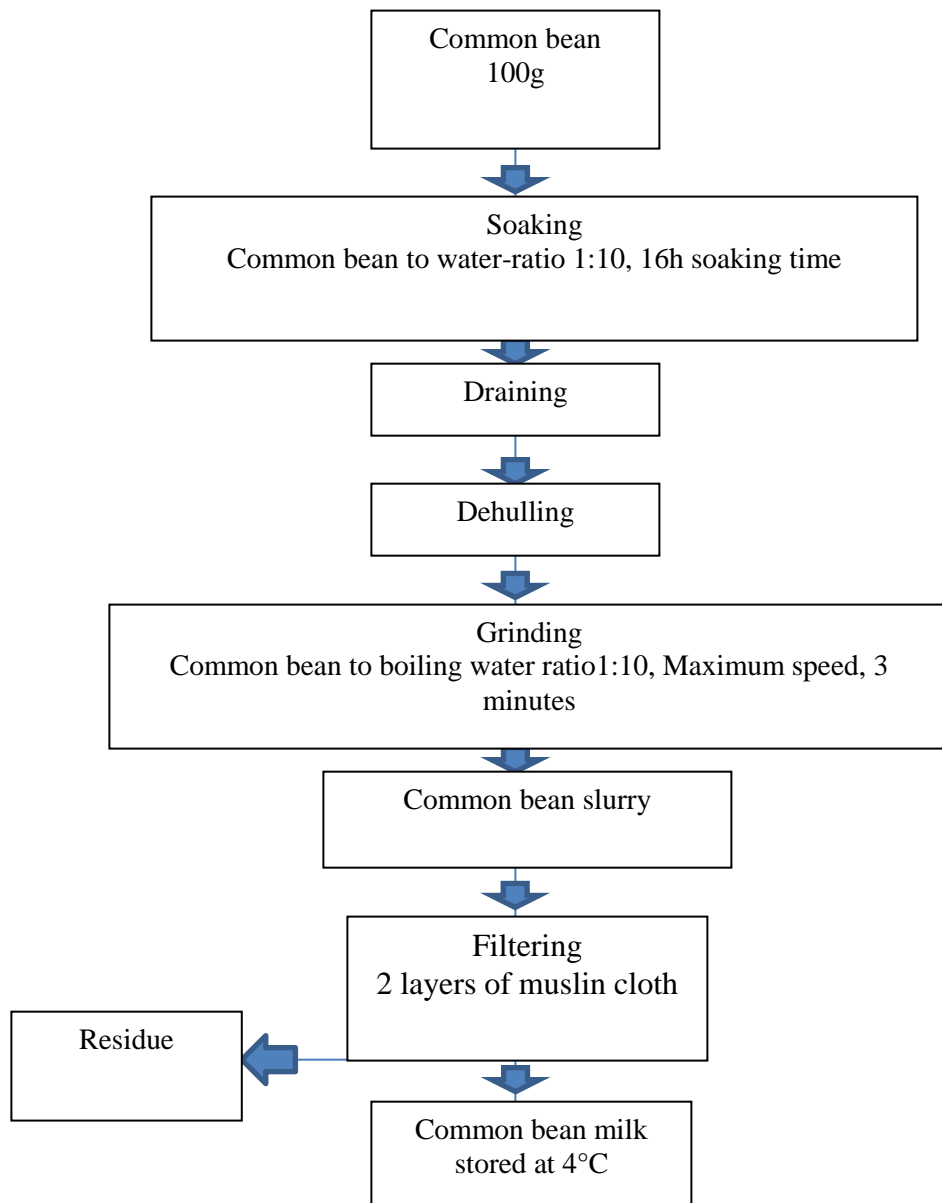 Common bean
100g
Soaking
Common bean to water-ratio 1:10, 16h soaking time
Draining
Dehulling
Grinding
Common bean to boiling water ratio1:10, Maximum speed, 3
minutes
Common bean slurry
Filtering
2 layers of muslin cloth
Residue
Common bean milk
stored at 4°C